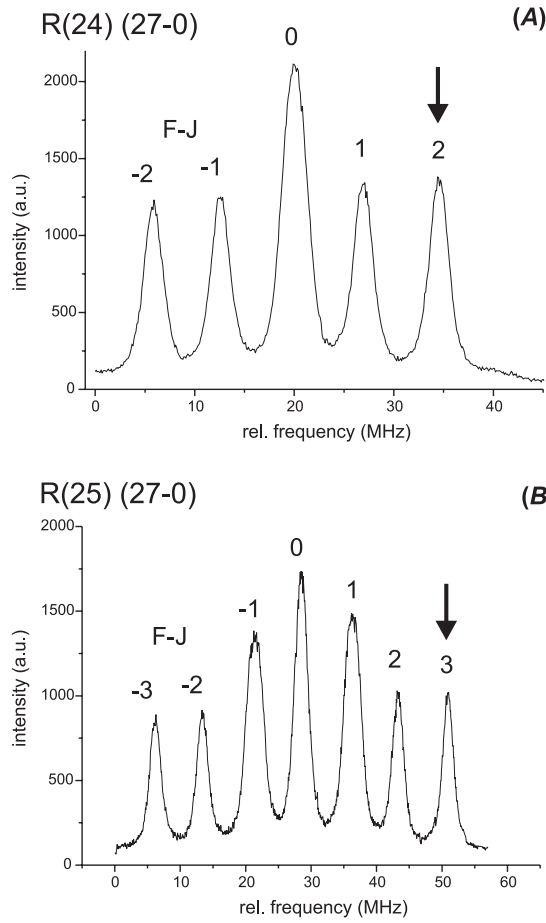 R(24) (27-0)
(A)
0
F-J
-2
-1
1
2
2000
1500
1000
500
0
intensity (a.u.)
0 10 20 30 40
rel. frequency (MHz)
R(25) (27-0)
(B
0
-1
1
F-J
-3
-2
2
3
2000
1500
1000
500
0
intensity (a.u.)
0 10 20 30 40 50 60
rel. frequency (MHz)